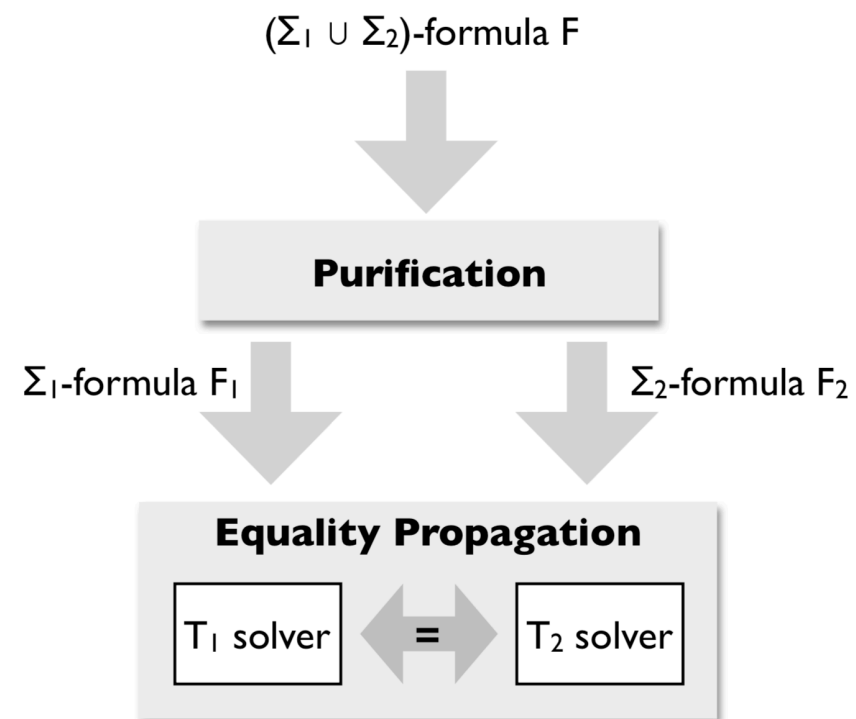 (Σ₁ ∪ Σ₂)-formula F
Purification
Σ₁-formula F₁
Σ₂-formula F₂
Equality Propagation
T₁ solver
=
T₂ solver